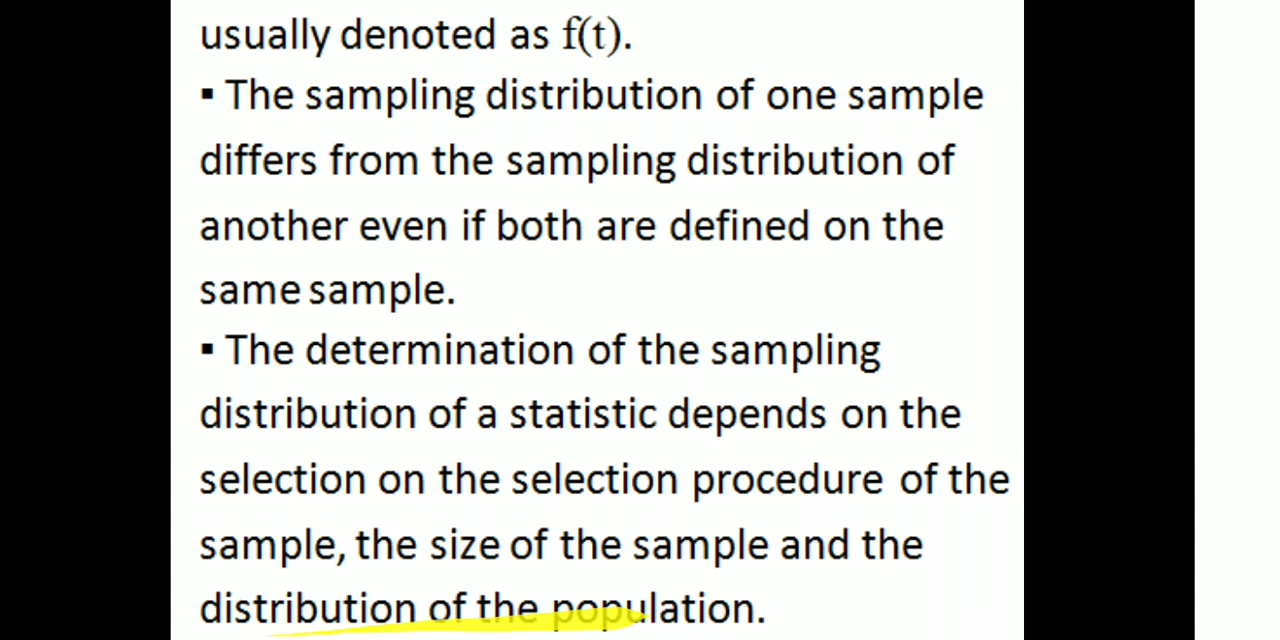 usually denoted as f(t).
▪ The sampling distribution of one sample
differs from the sampling distribution of
another even if both are defined on the
same sample.
▪ The determination of the sampling
distribution of a statistic depends on the
selection on the selection procedure of the
sample, the size of the sample and the
distribution of the population.